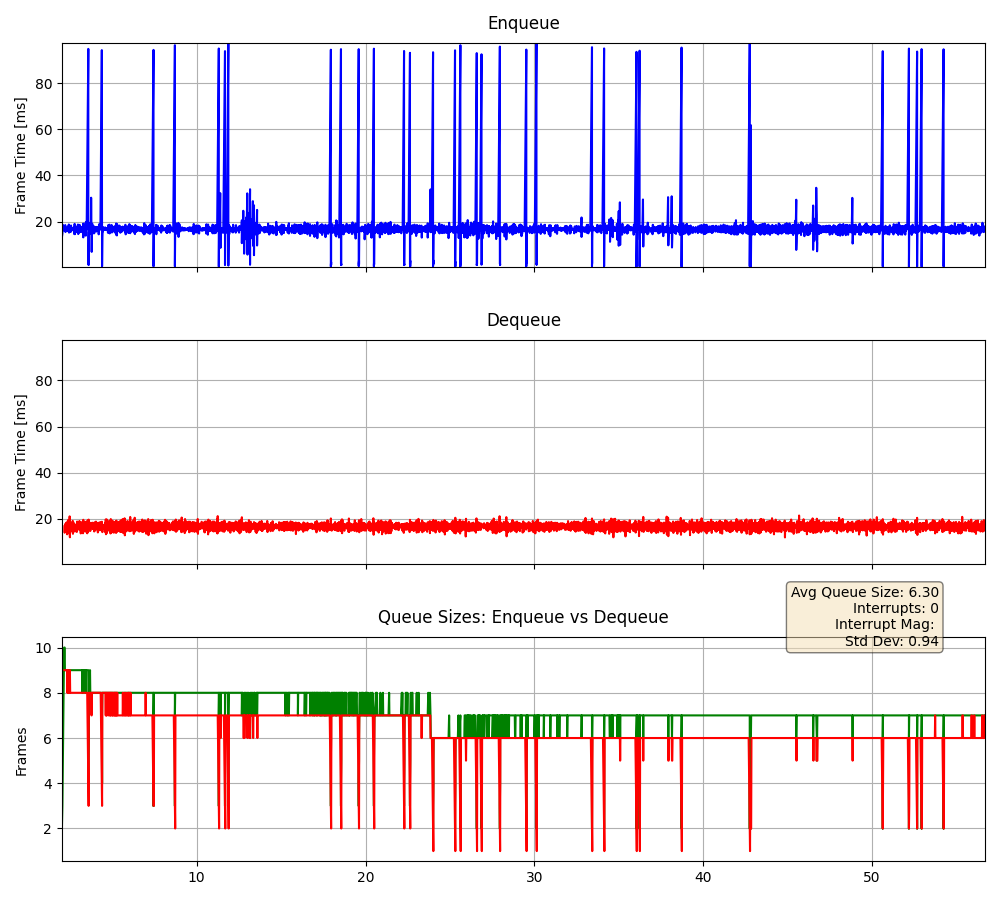 Enqueue
Frame Time [ms]
80
60
40
20
Dequeue
Frame Time [ms]
80
60
40
20
Avg Queue Size: 6.30
Interrupts: 0
Interrupt Mag:
Std Dev: 0.94
Queue Sizes: Enqueue vs Dequeue
Frames
10
8
6
4
2
10 20 30 40 50